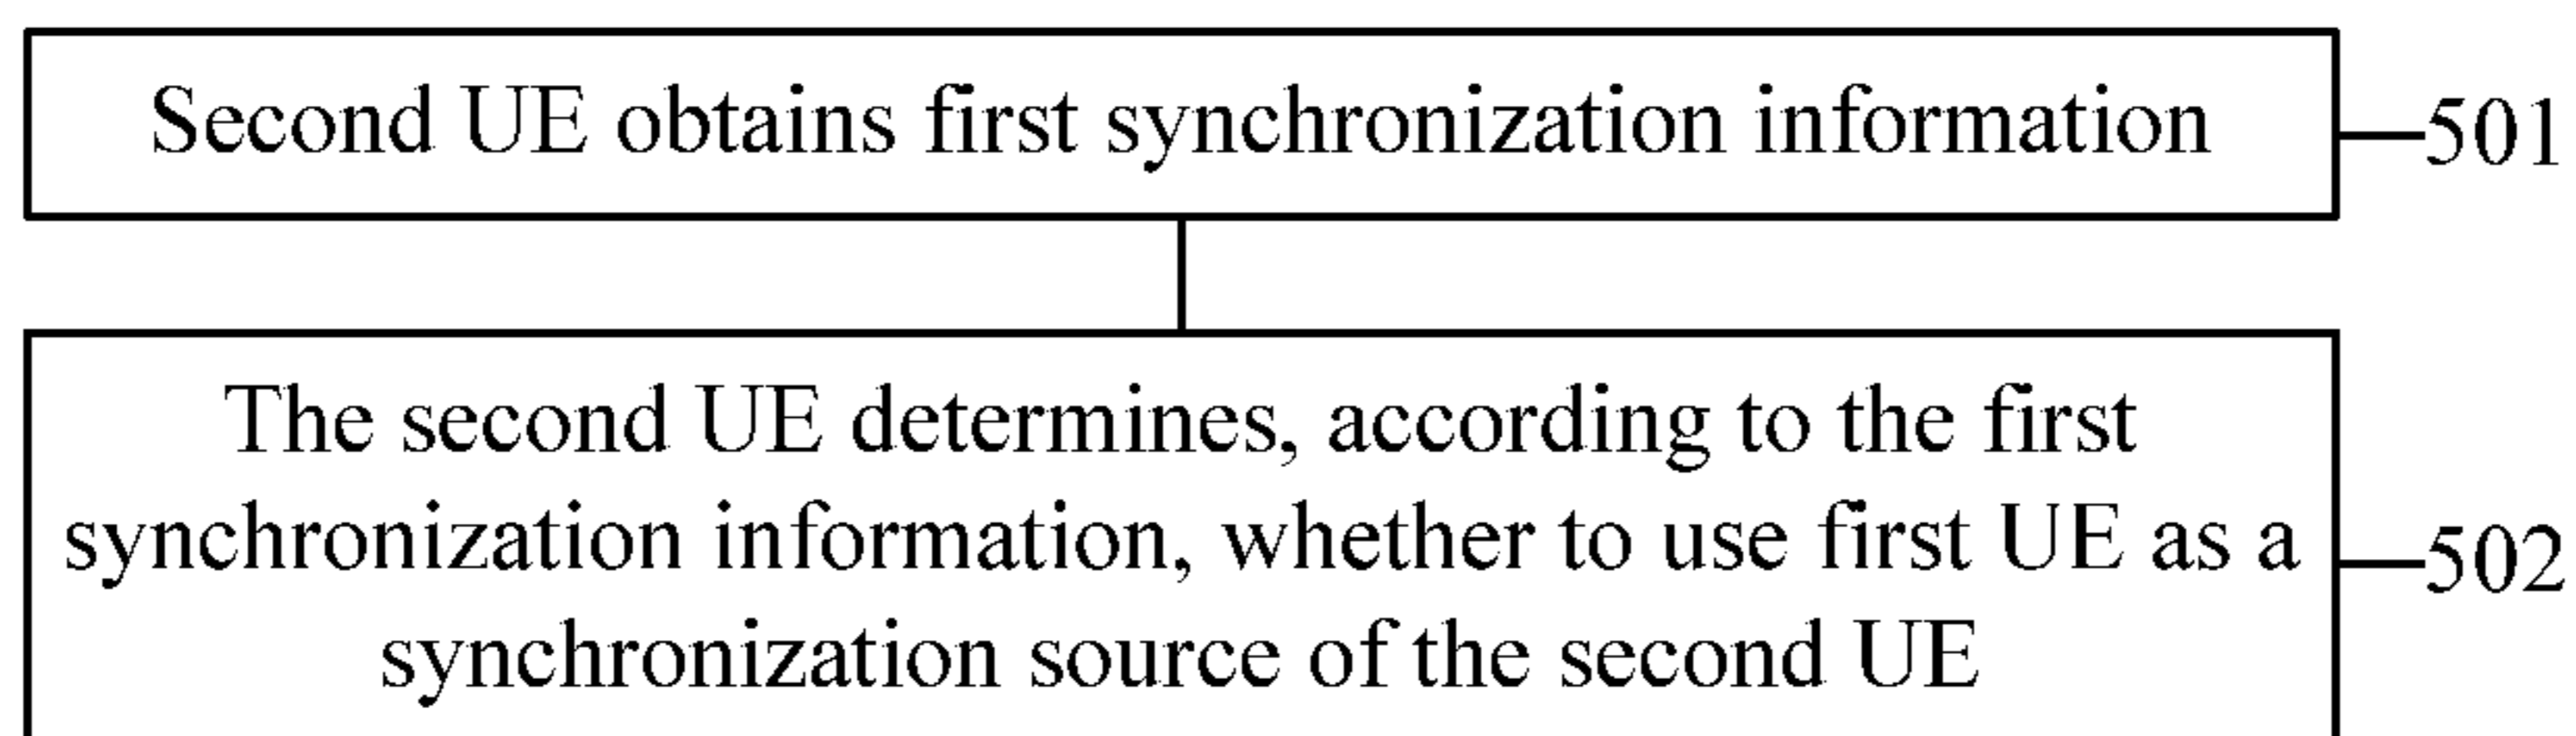 Second UE obtains first synchronization information
501
The second UE determines, according to the first
synchronization information, whether to use first UE as a
synchronization source of the second UE
502